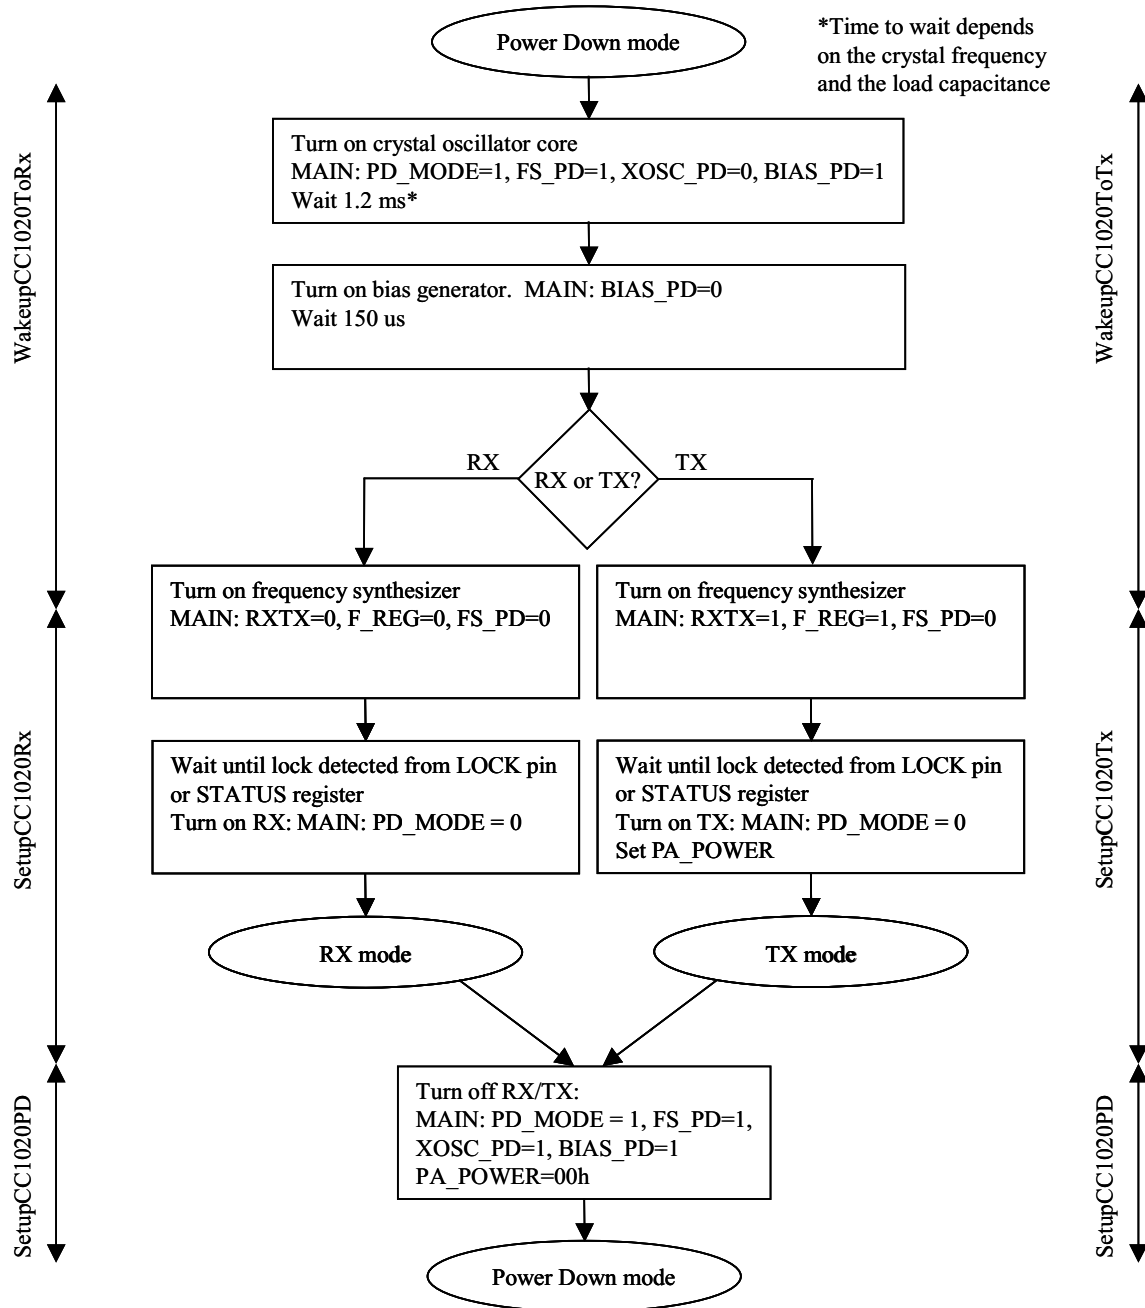 Power Down mode
*Time to wait depends
on the crystal frequency
and the load capacitance
WakeupCC1020ToRx
WakeupCC1020ToTx
Turn on crystal oscillator core
MAIN: PD_MODE=1, FS_PD=1, XOSC_PD=0, BIAS_PD=1
Wait 1.2 ms*
Turn on bias generator.  MAIN: BIAS_PD=0
Wait 150 us
RX
RX or TX?
TX
Turn on frequency synthesizer
MAIN: RXTX=0, F_REG=0, FS_PD=0
Turn on frequency synthesizer
MAIN: RXTX=1, F_REG=1, FS_PD=0
SetupCC1020Rx
SetupCC1020Tx
Wait until lock detected from LOCK pin
or STATUS register
Turn on RX: MAIN: PD_MODE = 0
Wait until lock detected from LOCK pin
or STATUS register
Turn on TX: MAIN: PD_MODE = 0
Set PA_POWER
RX mode
TX mode
SetupCC1020PD
SetupCC1020PD
Turn off RX/TX:
MAIN: PD_MODE = 1, FS_PD=1,
XOSC_PD=1, BIAS_PD=1
PA_POWER=00h
Power Down mode